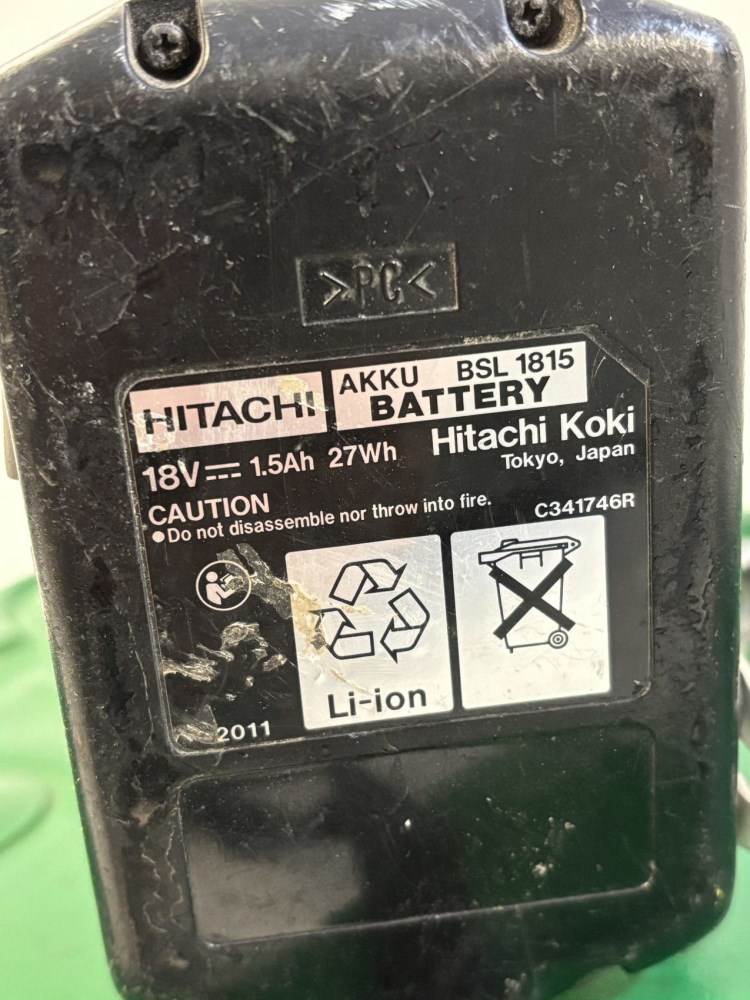 >PC<
HITACHI
AKKU BSL 1815
BATTERY
18V⎓ 1.5Ah 27Wh
Hitachi Koki
Tokyo, Japan
CAUTION
●Do not disassemble nor throw into fire.
C341746R
Li-ion
2011